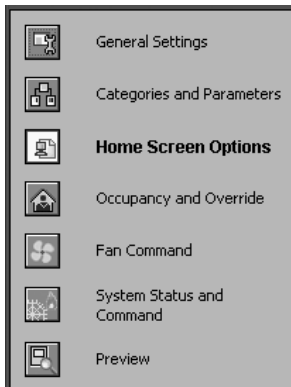 General Settings
Categories and Parameters
Home Screen Options
Occupancy and Override
Fan Command
System Status and
Command
Preview